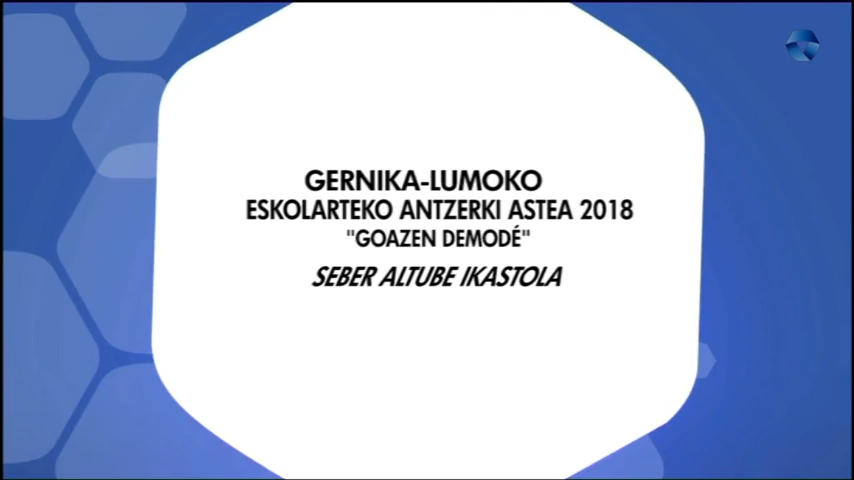 GERNIKA-LUMOKO
ESKOLARTEKO ANTZERKI ASTEA 2018
"GOAZEN DEMODÉ"
SEBER ALTUBE IKASTOLA